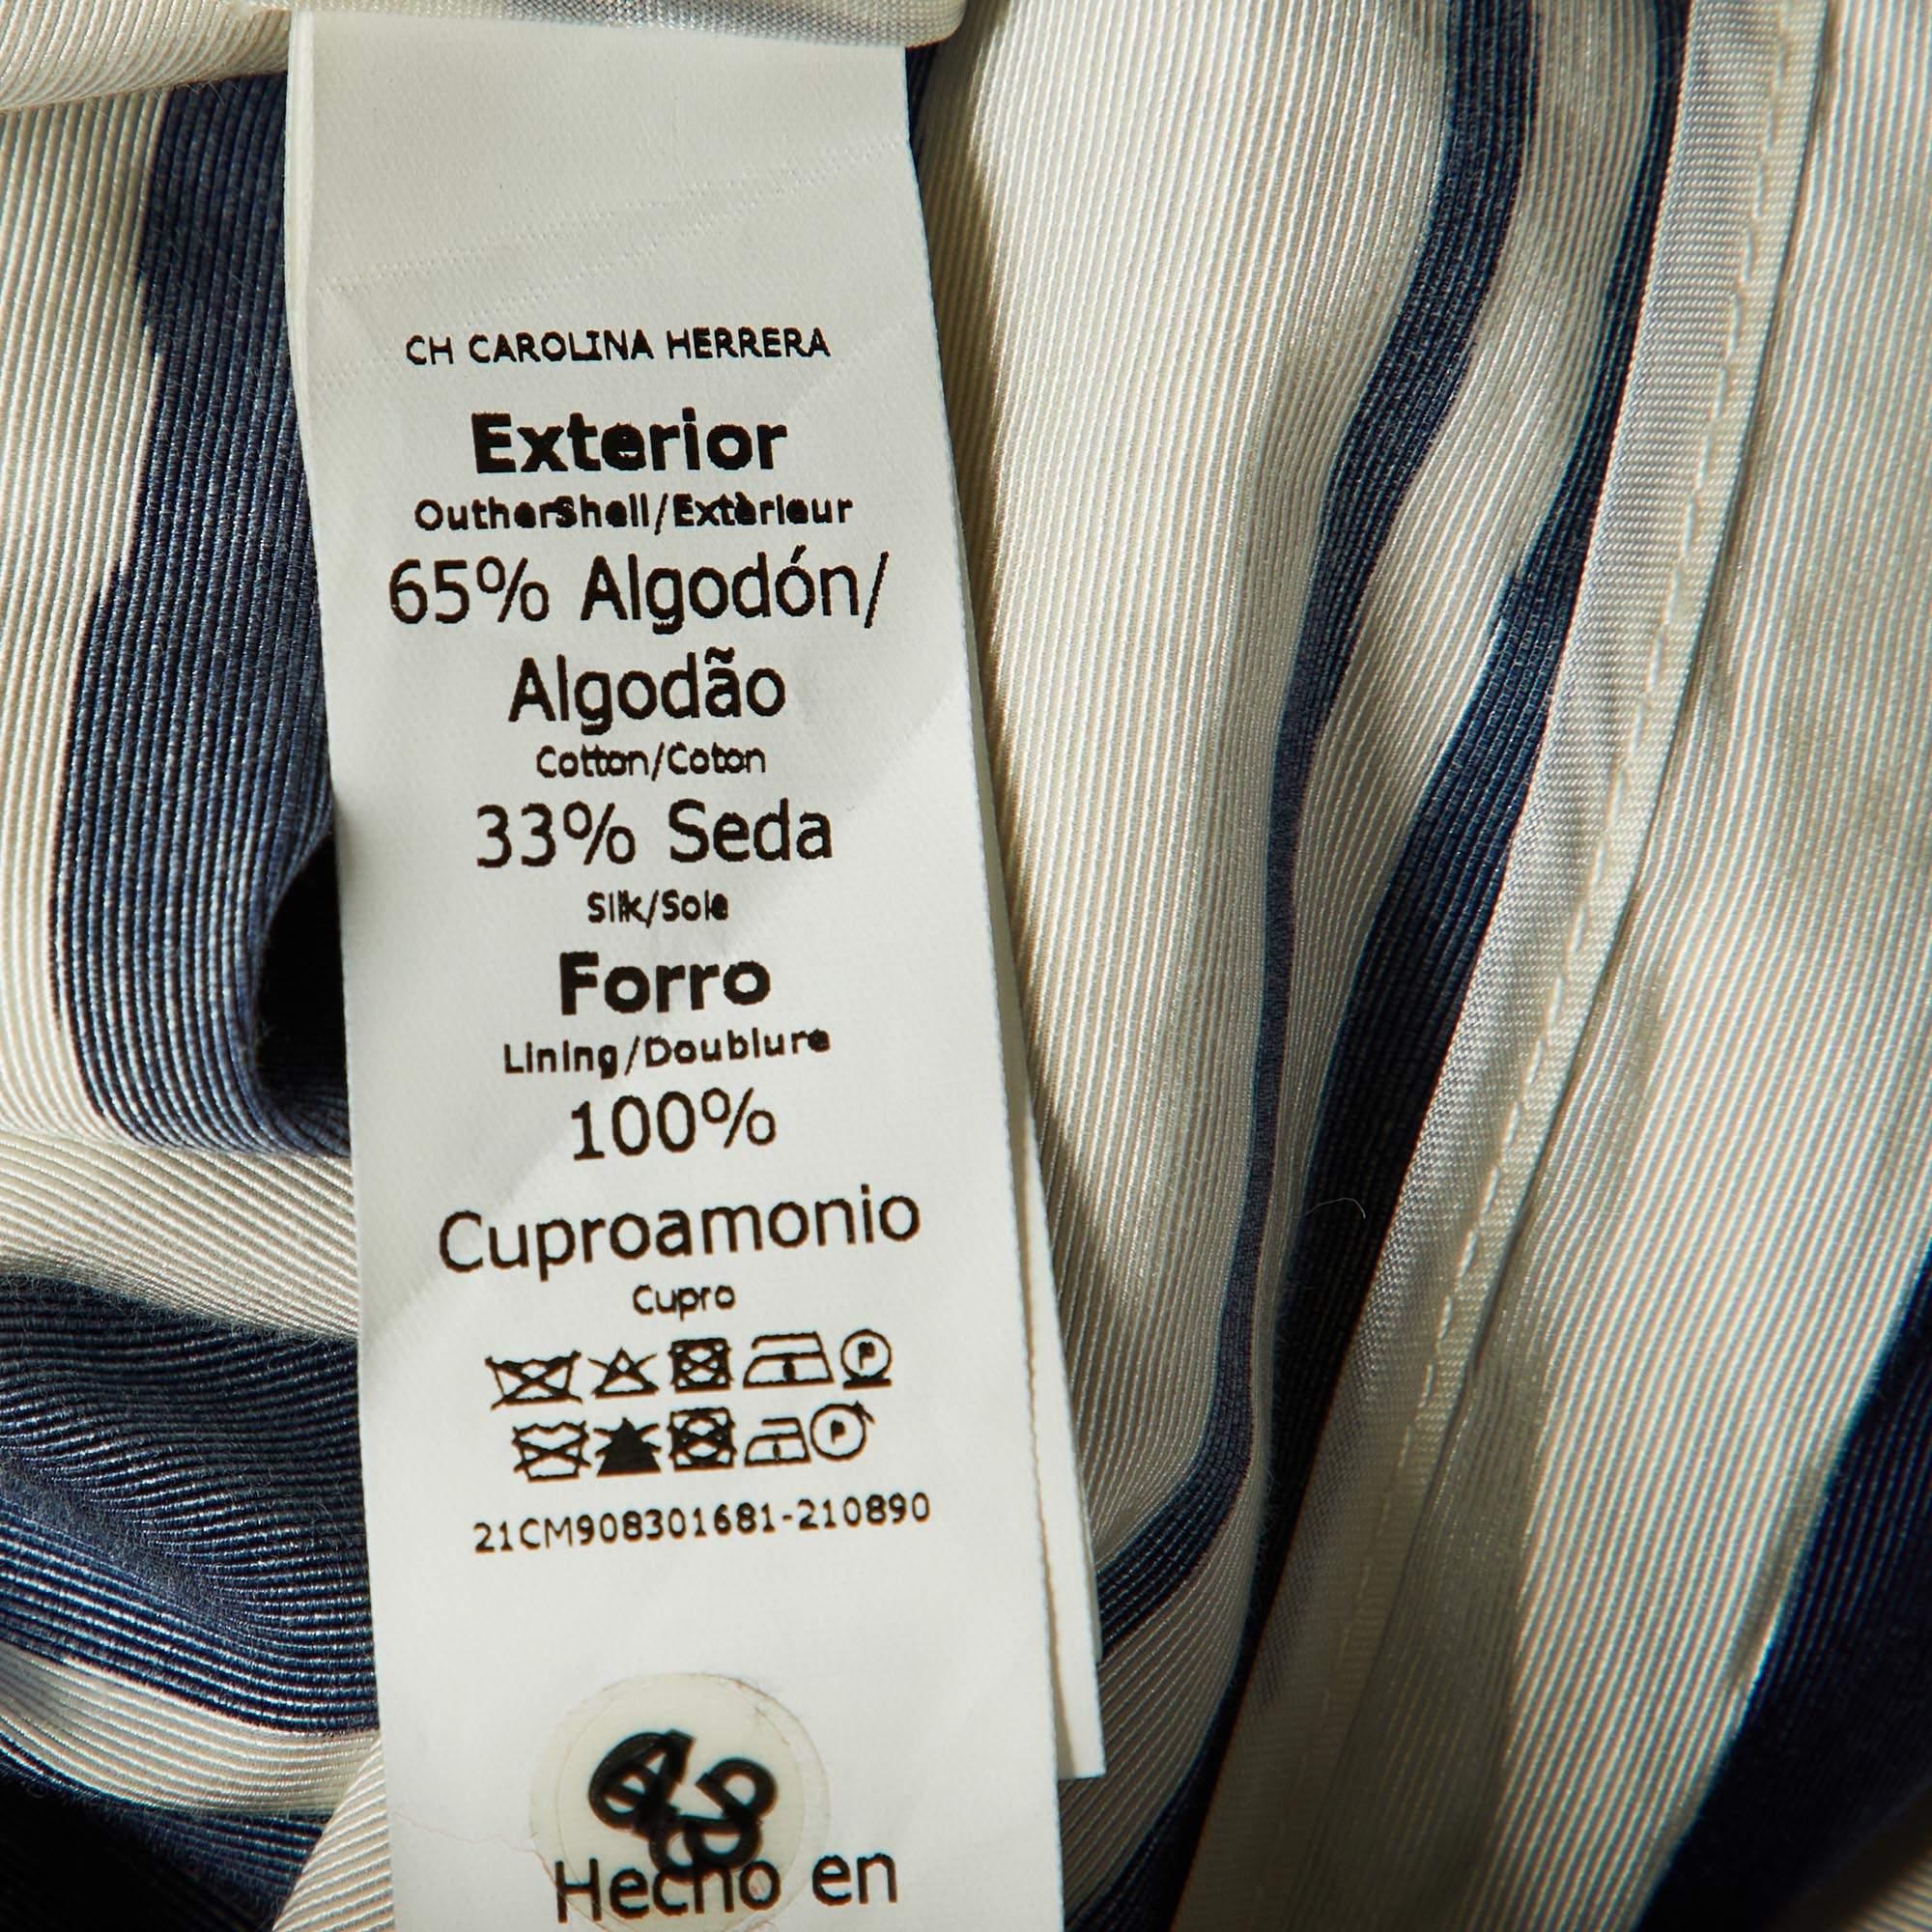 CH CAROLINA HERRERA
Exterior
OutherShell/Extèrieur
65% Algodón/
Algodão
Cotton/Coton
33% Seda
Silk/Soie
Forro
Lining/Doublure
100%
Cuproamonio
Cupro
P
P
21CM908301681-210890
Hecho en